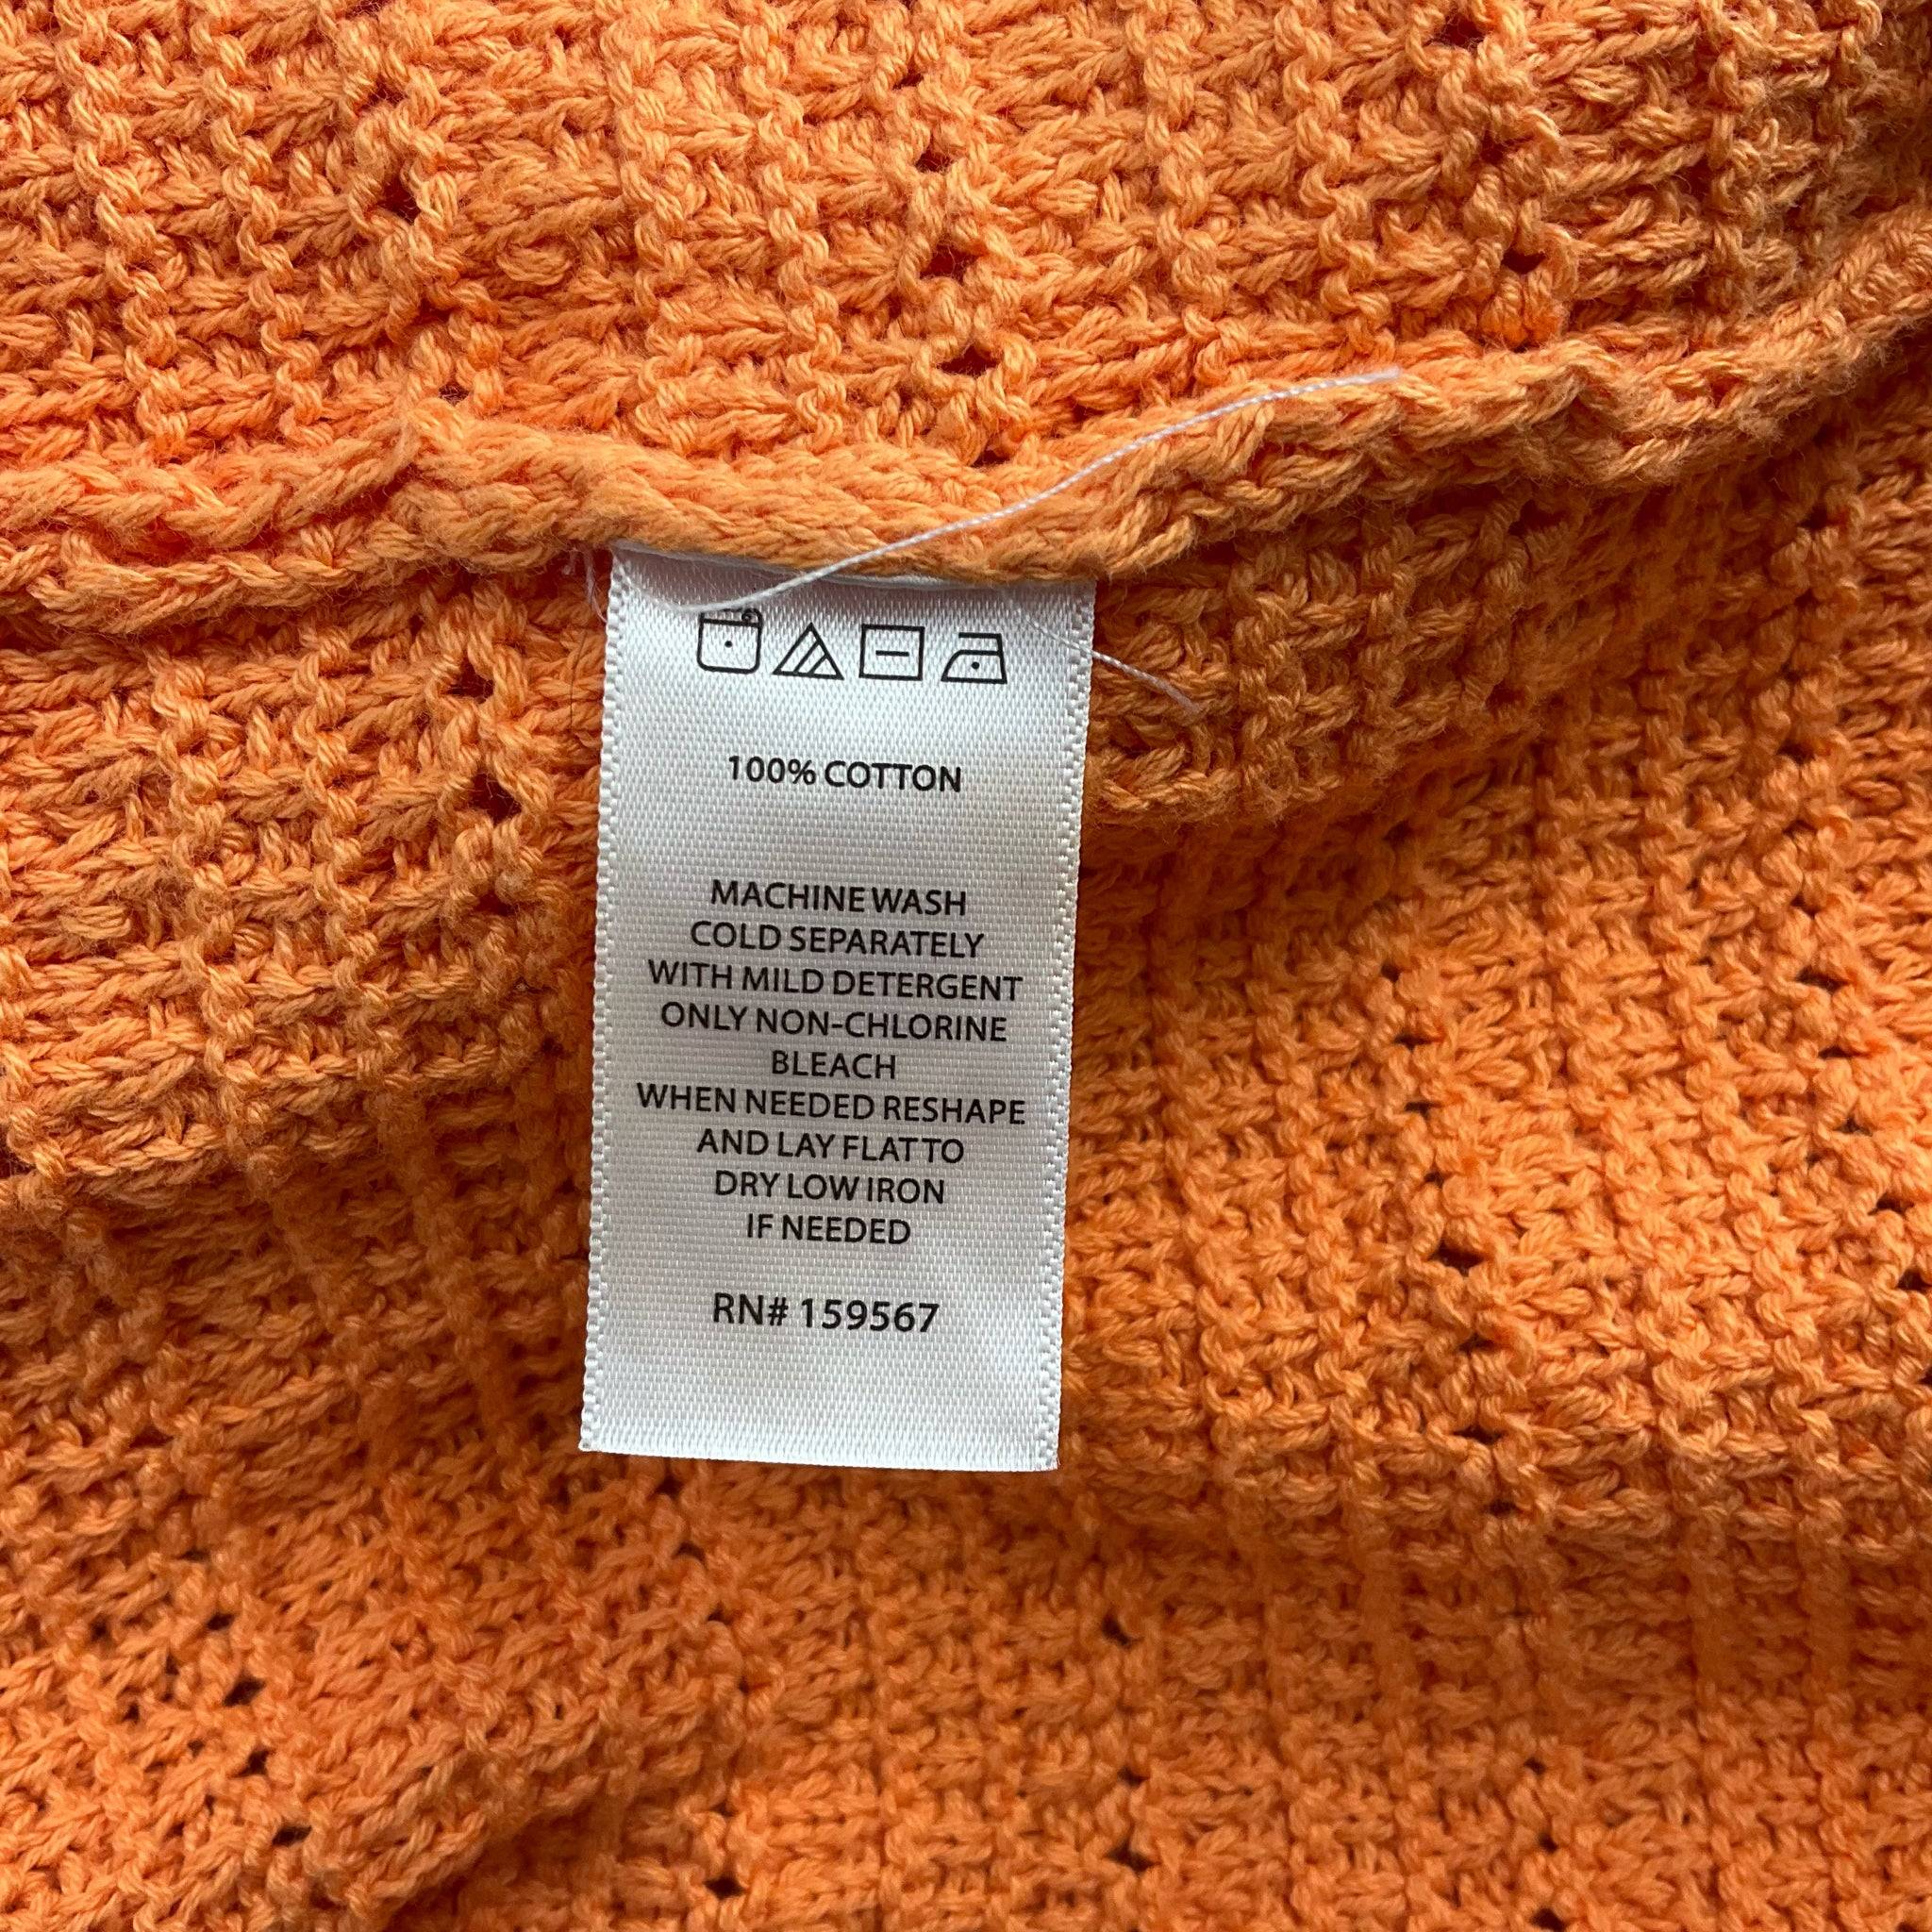 100% COTTON
MACHINE WASH
COLD SEPARATELY
WITH MILD DETERGENT
ONLY NON-CHLORINE
BLEACH
WHEN NEEDED RESHAPE
AND LAY FLAT TO
DRY LOW IRON
IF NEEDED
RN# 159567